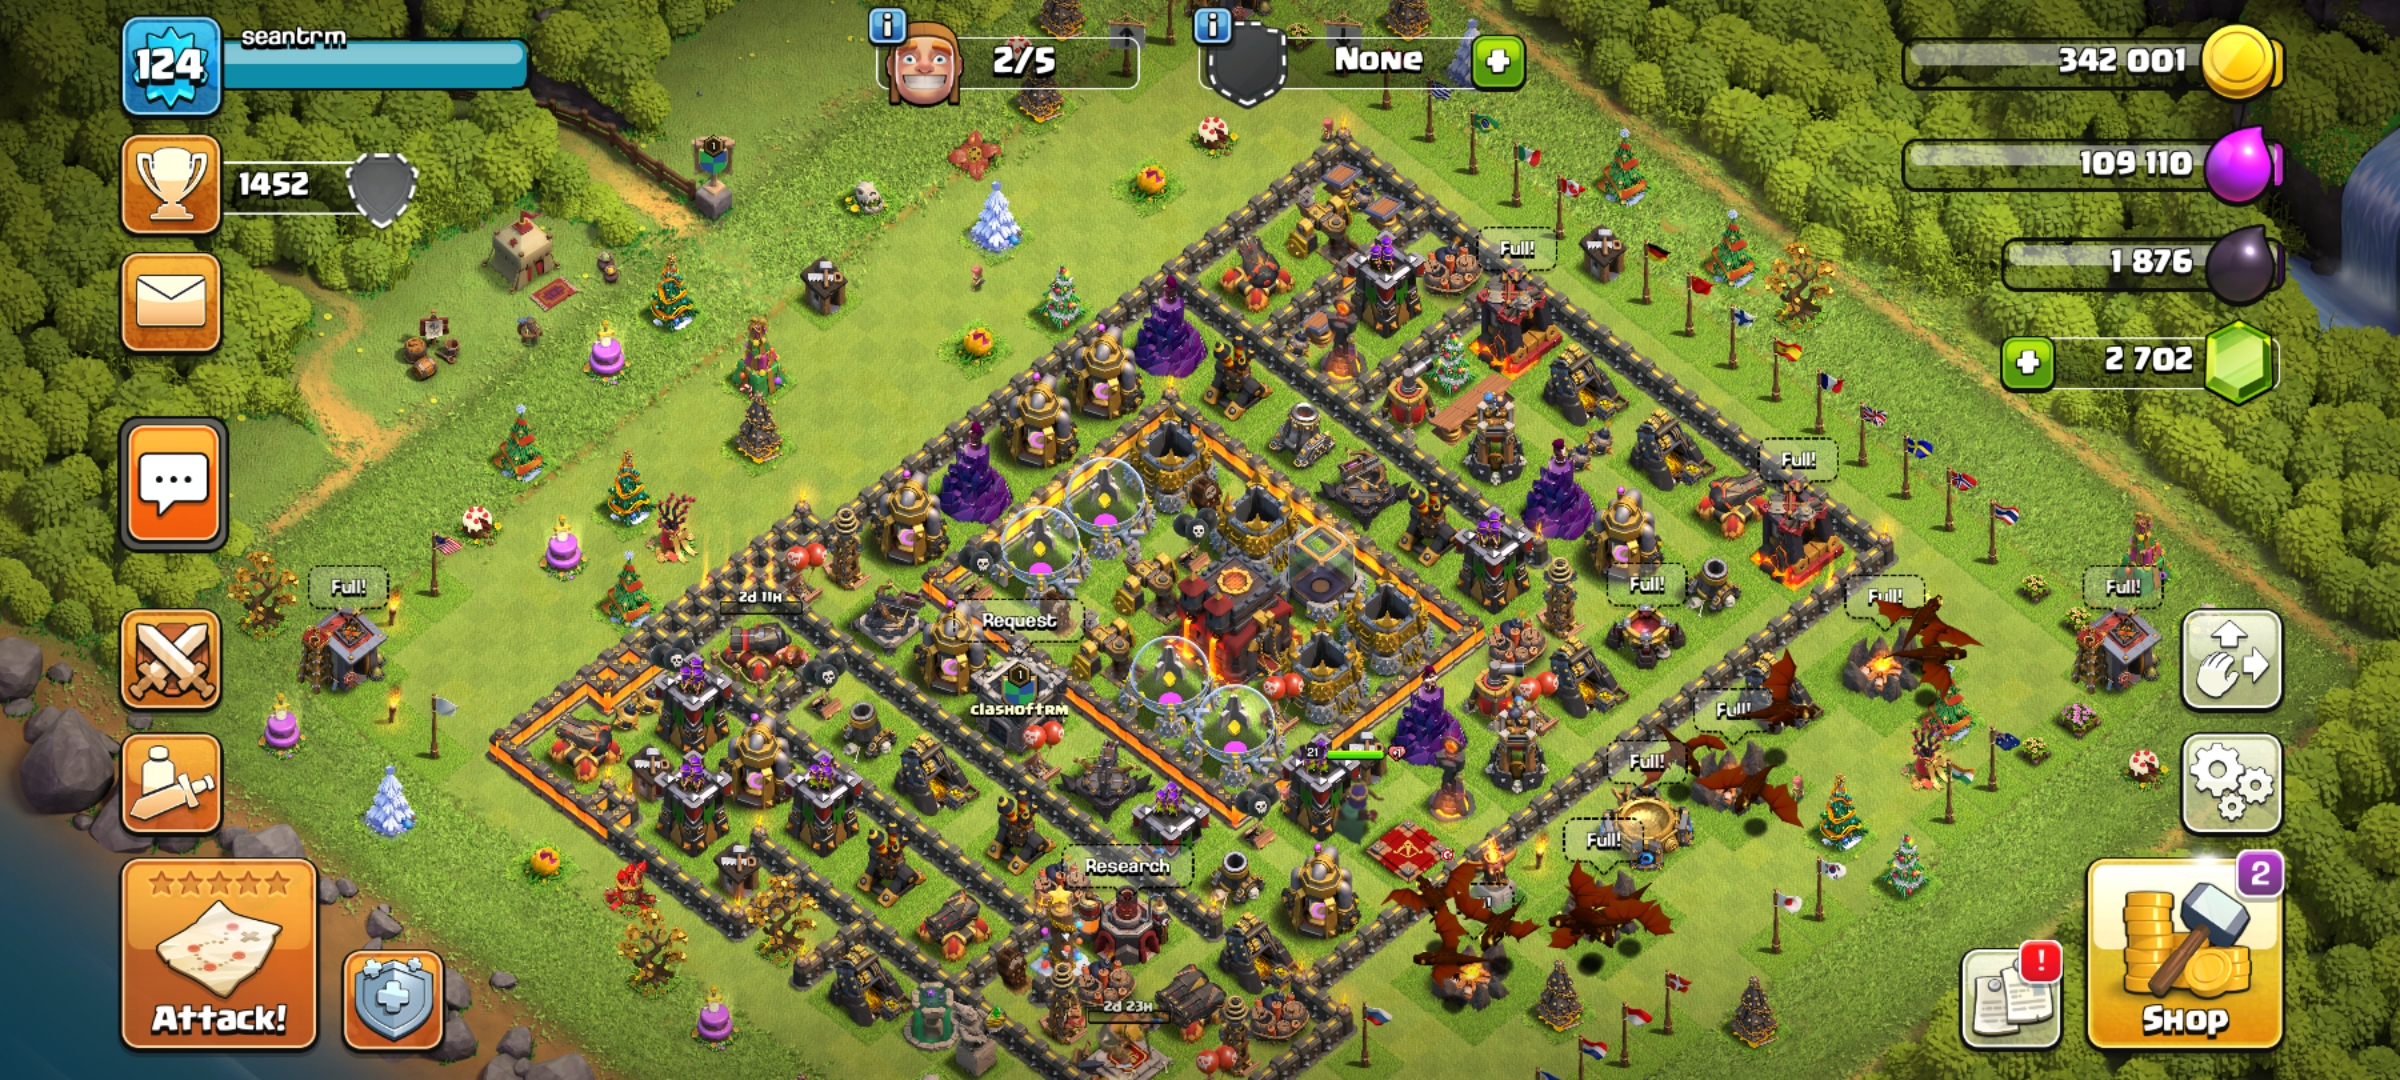 124
seantrm
2/5
None
342 001
1452
109 110
1 876
2 702
Full!
Full!
Full!
Full!
Full!
Full!
2d 11H
Request
clashoftrm
Full!
Full!
21
Full!
Research
2
Attack!
2d 23H
!
Shop